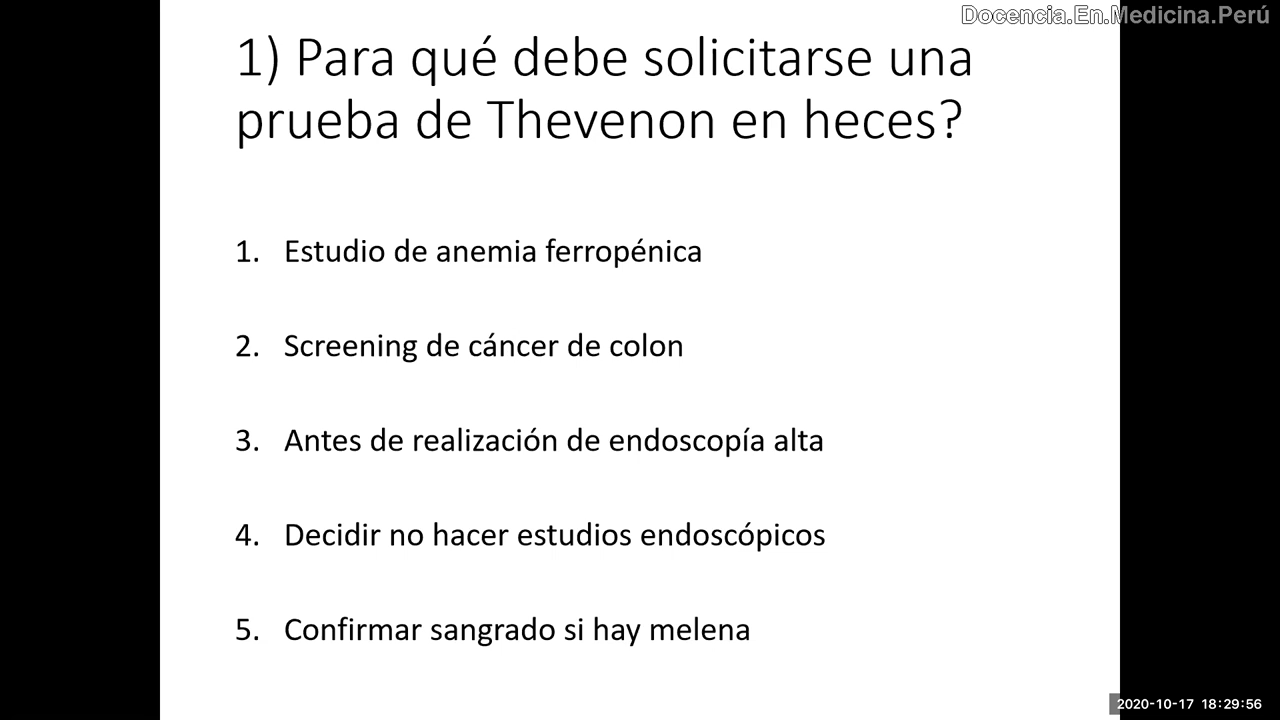 Docencia.En.Medicina.Perú
1) Para qué debe solicitarse una
prueba de Thevenon en heces?
1. Estudio de anemia ferropénica
2. Screening de cáncer de colon
3. Antes de realización de endoscopía alta
4. Decidir no hacer estudios endoscópicos
5. Confirmar sangrado si hay melena
2020-10-17 18:29:56